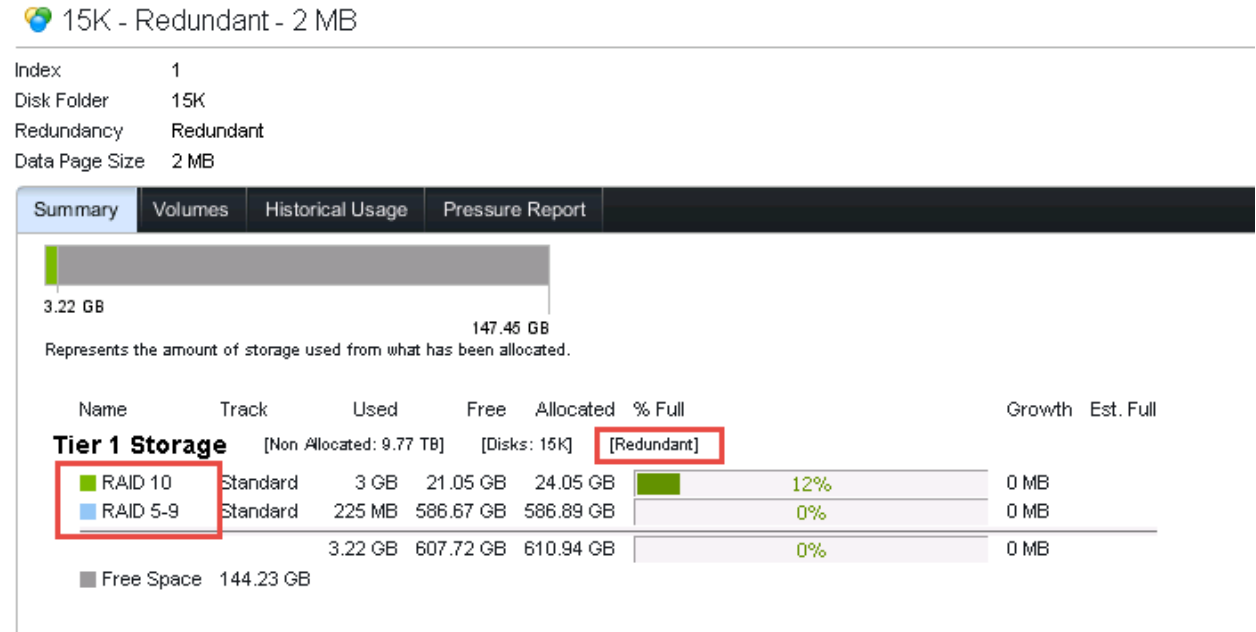 15K - Redundant - 2 MB
Index 1
Disk Folder 15K
Redundancy Redundant
Data Page Size 2 MB
Summary Volumes Historical Usage Pressure Report
3.22 GB
147.45 GB
Represents the amount of storage used from what has been allocated.
Name Track Used Free Allocated % Full Growth Est. Full
Tier 1 Storage [Non Allocated: 9.77 TB] [Disks: 15K] [Redundant]
RAID 10 Standard 3 GB 21.05 GB 24.05 GB 12% 0 MB
RAID 5-9 Standard 225 MB 586.67 GB 586.89 GB 0% 0 MB
3.22 GB 607.72 GB 610.94 GB 0% 0 MB
Free Space 144.23 GB